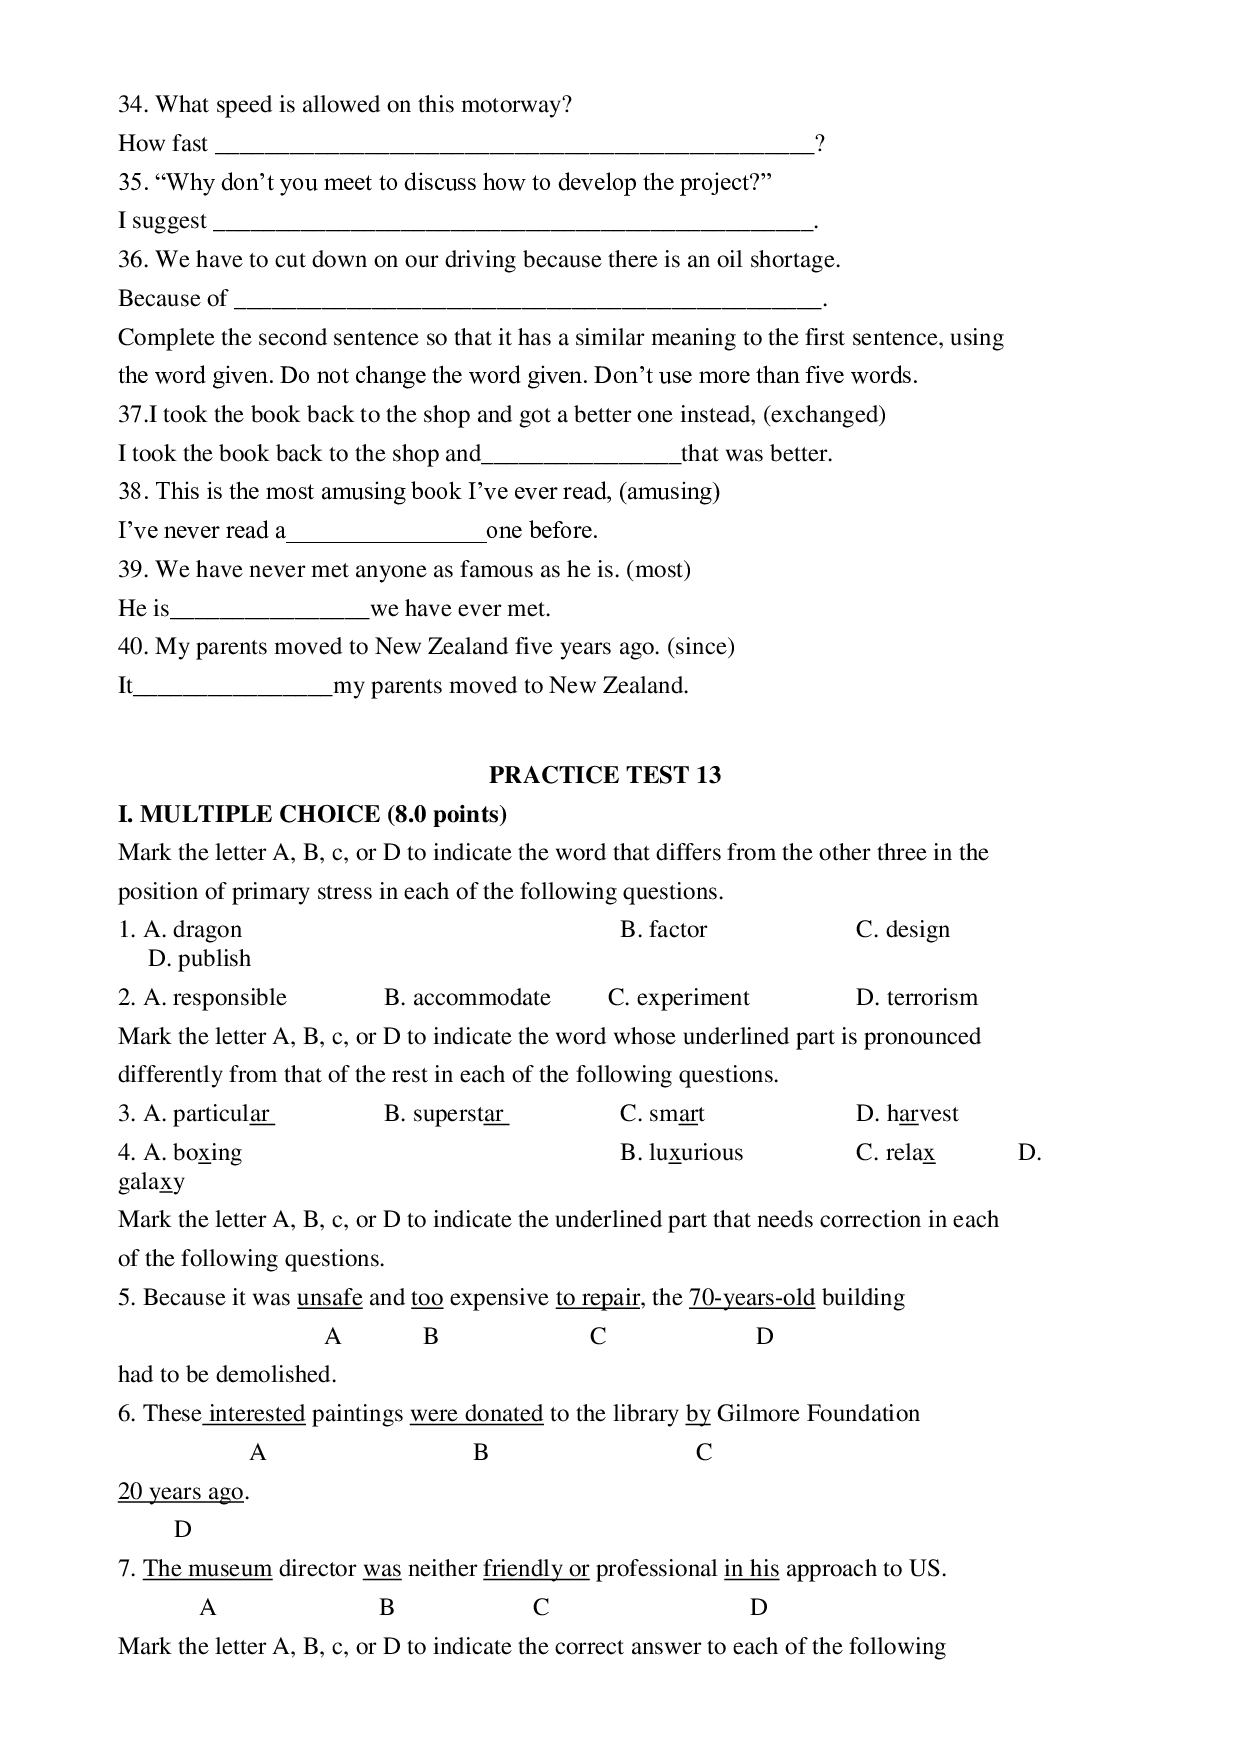 34. What speed is allowed on this motorway?
How fast ________________________________________________?
35. “Why don’t you meet to discuss how to develop the project?”
I suggest ________________________________________________.
36. We have to cut down on our driving because there is an oil shortage.
Because of _______________________________________________.
Complete the second sentence so that it has a similar meaning to the first sentence, using
the word given. Do not change the word given. Don’t use more than five words.
37.I took the book back to the shop and got a better one instead, (exchanged)
I took the book back to the shop and________________that was better.
38. This is the most amusing book I’ve ever read, (amusing)
I’ve never read a________________one before.
39. We have never met anyone as famous as he is. (most)
He is________________we have ever met.
40. My parents moved to New Zealand five years ago. (since)
It________________my parents moved to New Zealand.
PRACTICE TEST 13
I. MULTIPLE CHOICE (8.0 points)
Mark the letter A, B, c, or D to indicate the word that differs from the other three in the
position of primary stress in each of the following questions.
1. A. dragon B. factor C. design
D. publish
2. A. responsible B. accommodate C. experiment D. terrorism
Mark the letter A, B, c, or D to indicate the word whose underlined part is pronounced
differently from that of the rest in each of the following questions.
3. A. particular B. superstar C. smart D. harvest
4. A. boxing B. luxurious C. relax D.
galaxy
Mark the letter A, B, c, or D to indicate the underlined part that needs correction in each
of the following questions.
5. Because it was unsafe and too expensive to repair, the 70-years-old building
A B C D
had to be demolished.
6. These interested paintings were donated to the library by Gilmore Foundation
A B C
20 years ago.
D
7. The museum director was neither friendly or professional in his approach to US.
A B C D
Mark the letter A, B, c, or D to indicate the correct answer to each of the following